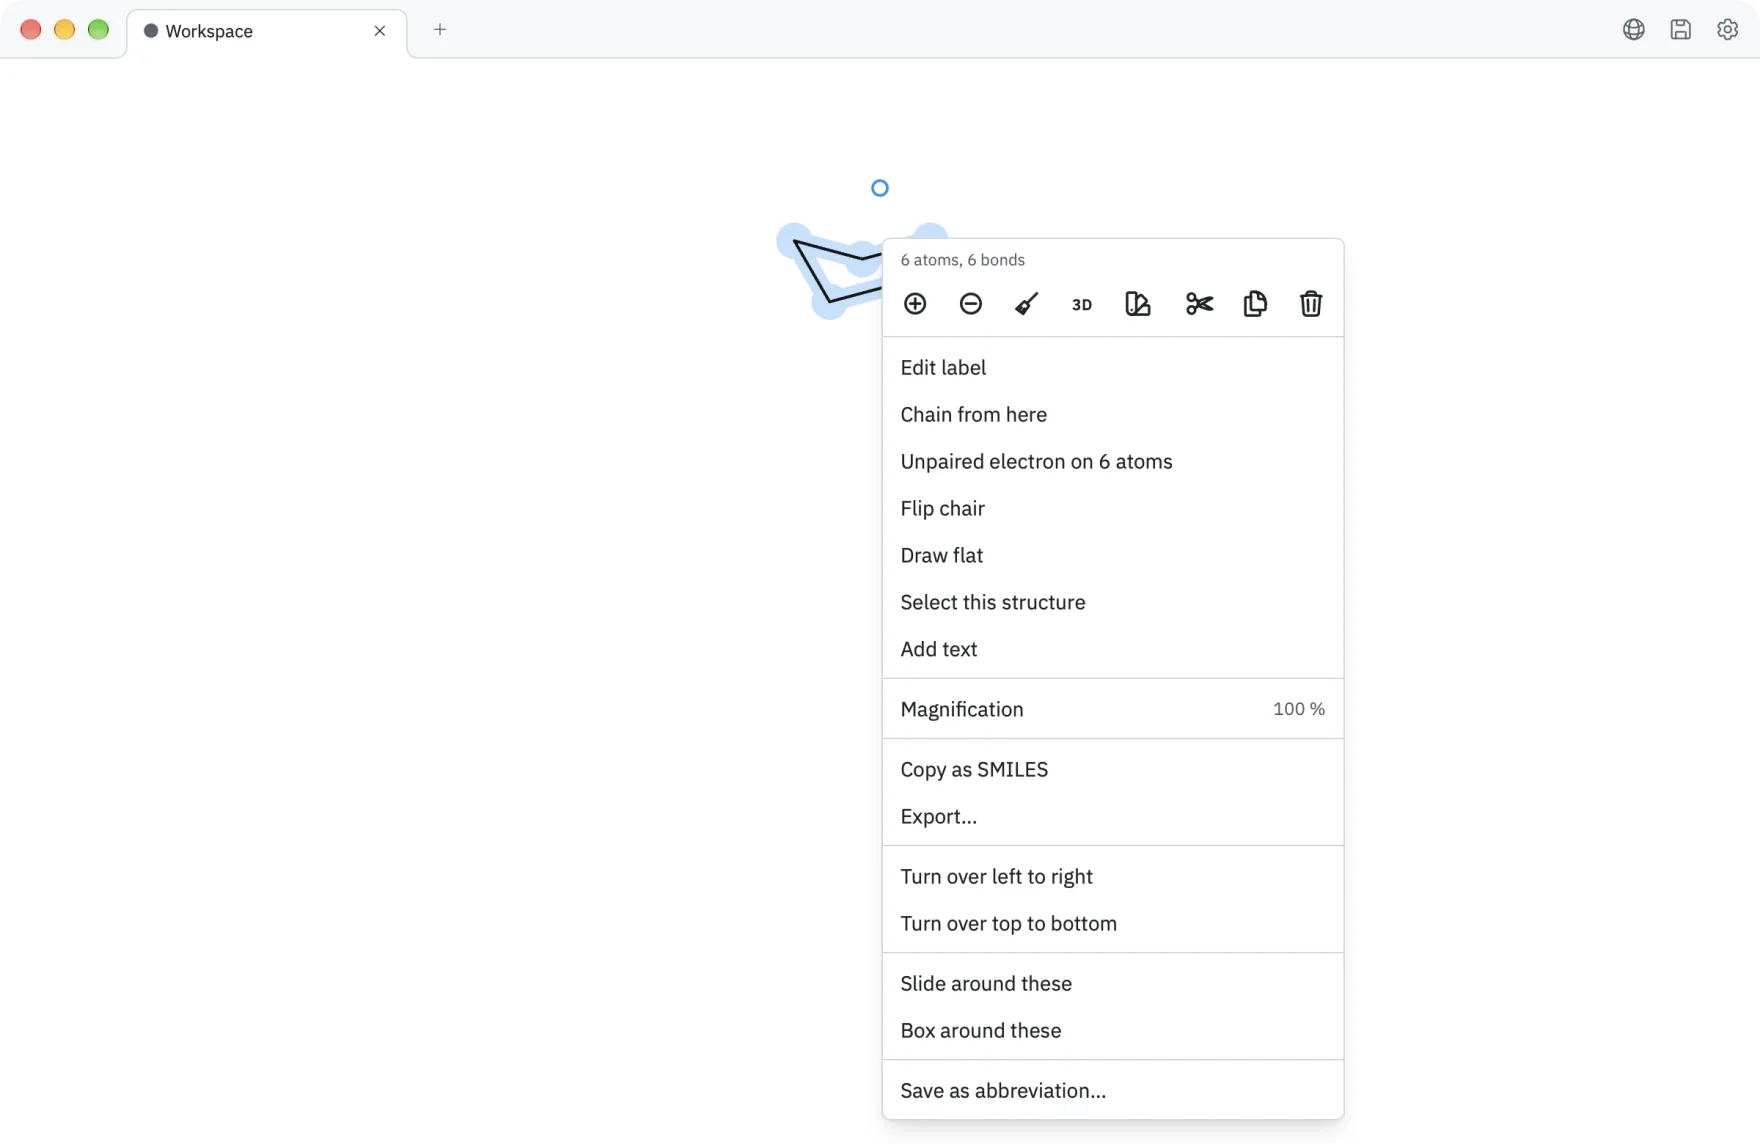 Workspace
6 atoms, 6 bonds
3D
Edit label
Chain from here
Unpaired electron on 6 atoms
Flip chair
Draw flat
Select this structure
Add text
Magnification 100 %
Copy as SMILES
Export...
Turn over left to right
Turn over top to bottom
Slide around these
Box around these
Save as abbreviation...